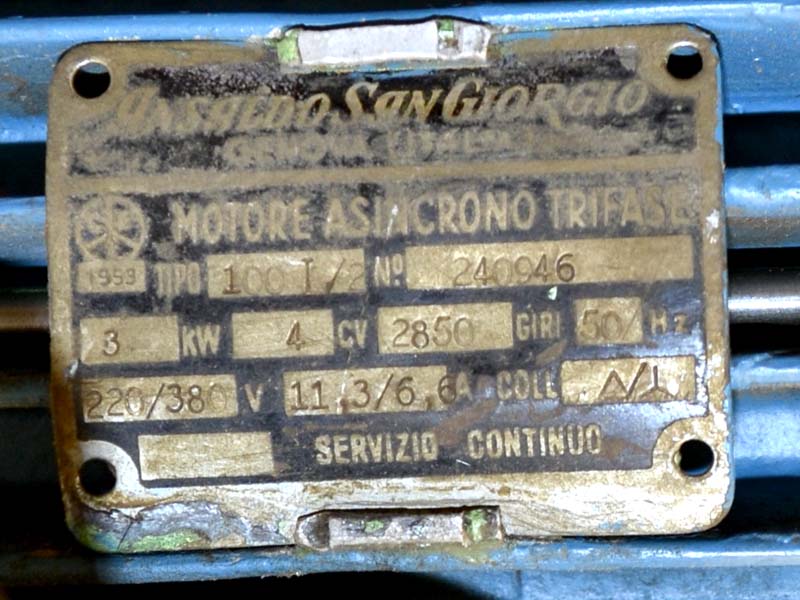 ANSALDO SAN GIORGIO
GENOVA
MOTORE ASINCRONO TRIFASE
TIPO 100 I/2 Nº 240946
3 KW 4 CV 2850 GIRI 50/ Hz
220/380 V 11,3/6,6 A COLL
SERVIZIO CONTINUO